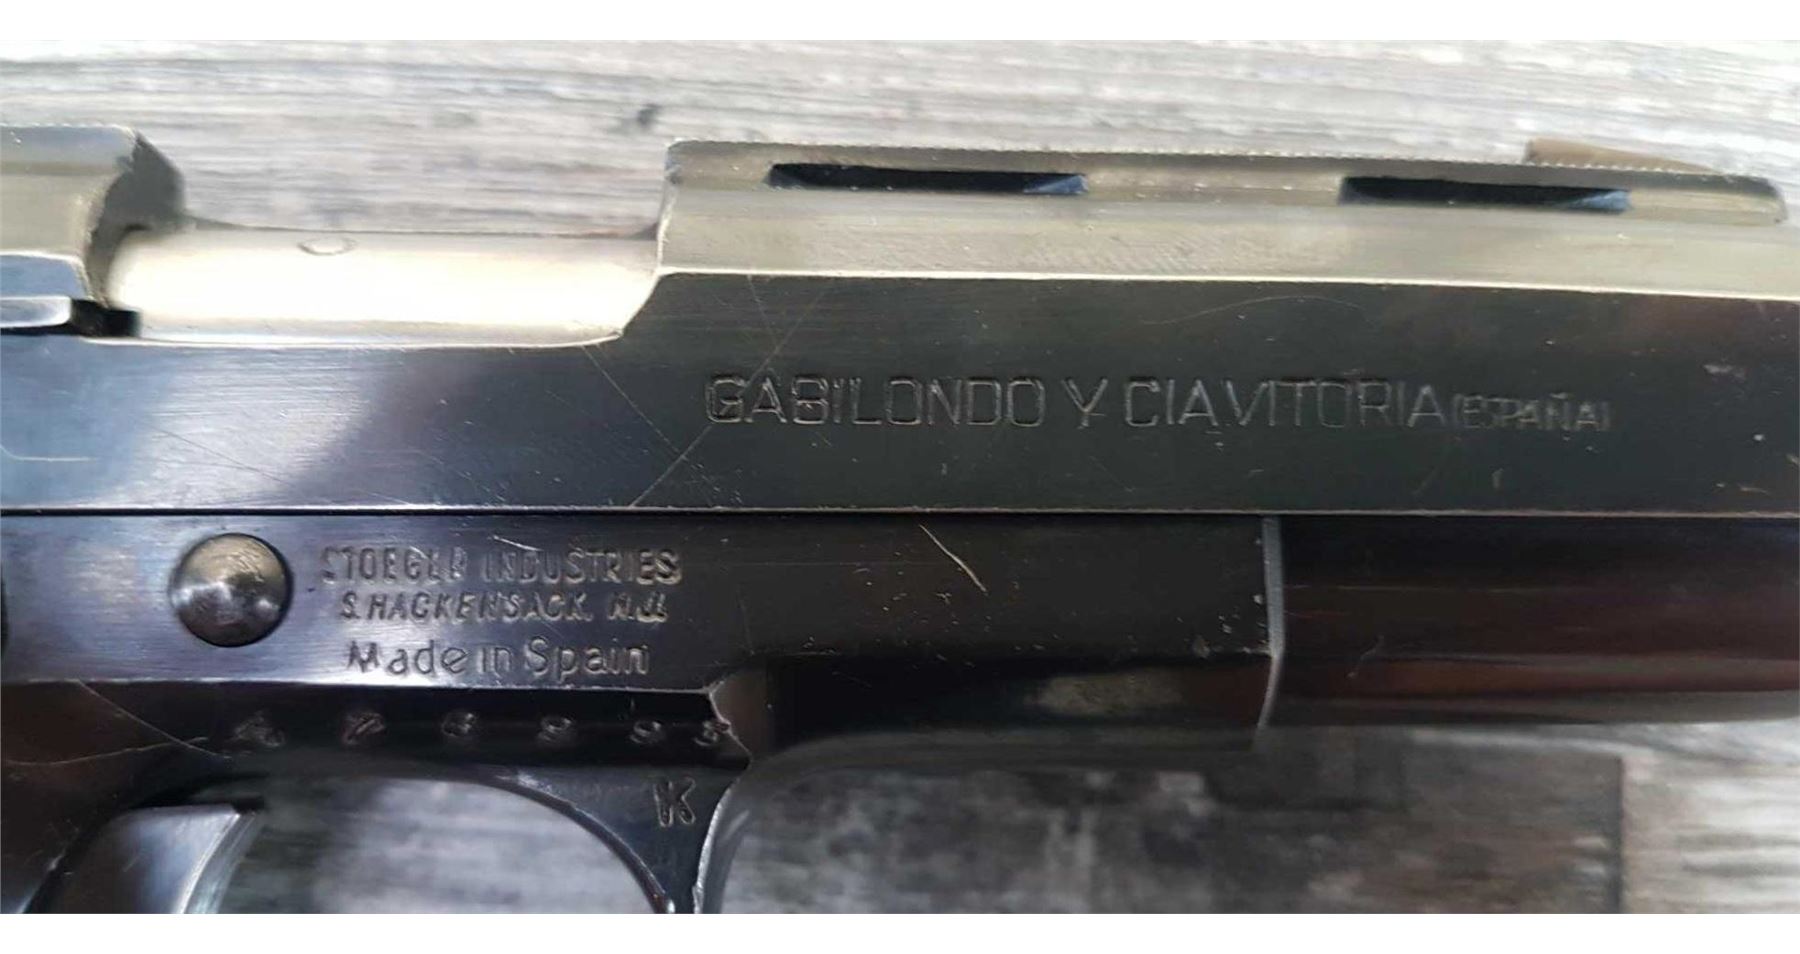 GABILONDO Y CIA VITORIA (ESPAÑA)
STOEGER INDUSTRIES
S. HACKENSACK, N.J.
Made in Spain
K